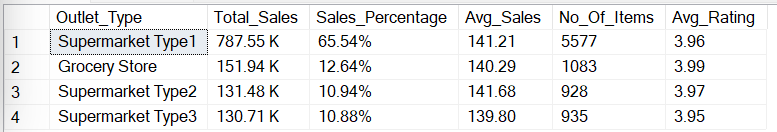 Outlet_Type Total_Sales Sales_Percentage Avg_Sales No_Of_Items Avg_Rating
1 Supermarket Type1 787.55 K 65.54% 141.21 5577 3.96
2 Grocery Store 151.94 K 12.64% 140.29 1083 3.99
3 Supermarket Type2 131.48 K 10.94% 141.68 928 3.97
4 Supermarket Type3 130.71 K 10.88% 139.80 935 3.95